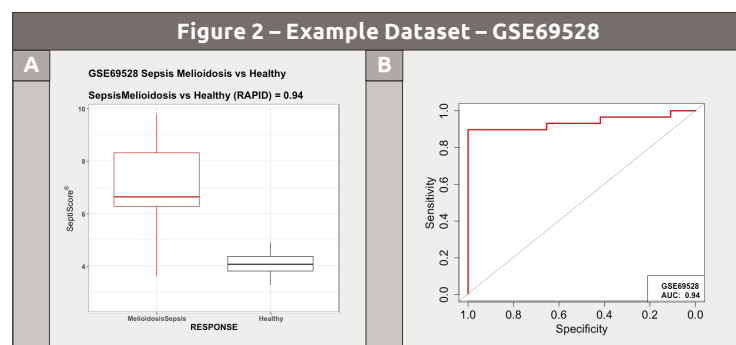 Figure 2 – Example Dataset – GSE69528
A
GSE69528 Sepsis Melioidosis vs Healthy
SepsisMelioidosis vs Healthy (RAPID) = 0.94
10
8
6
4
SeptiScore®
MelioidosisSepsis
Healthy
RESPONSE
B
1.0
0.8
0.6
0.4
0.2
0.0
Sensitivity
GSE69528
AUC: 0.94
1.0 0.8 0.6 0.4 0.2 0.0
Specificity